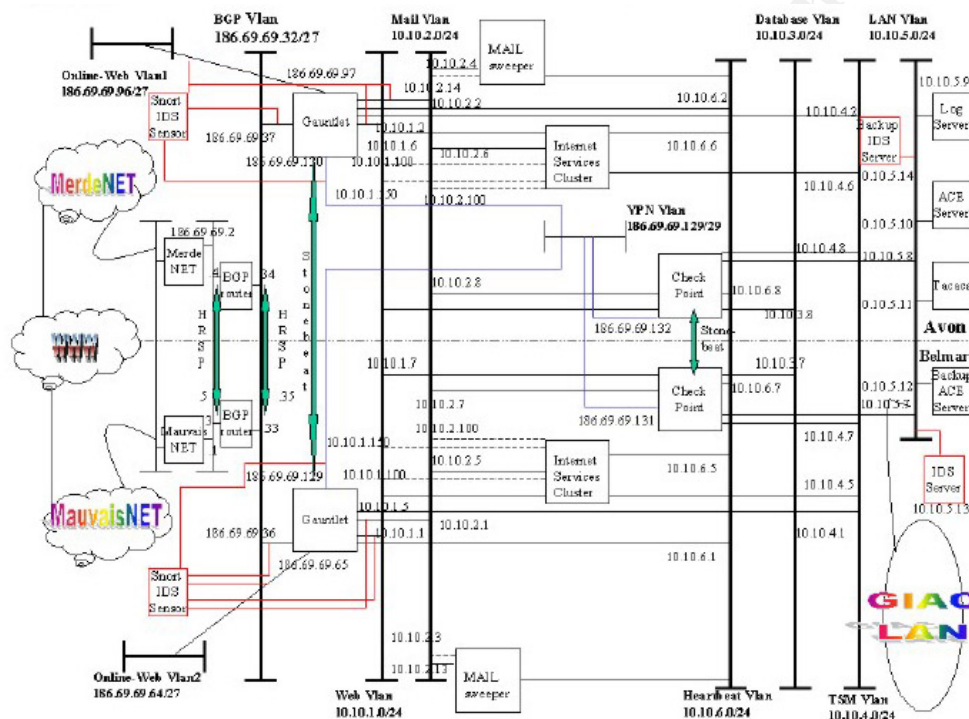 BGP Vlan
186.69.69.32/27
Mail Vlan
10.10.2.0/24
Database Vlan
10.10.3.0/24
LAN Vlan
10.10.5.0/24
Online-Web Vlan1
186.69.69.96/27
186.69.69.97
MAIL
sweeper
10.10.2.4
10.10.2.14
10.10.2.2
10.10.6.2
10.10.4.2
10.10.5.9
Log
Server
Snort
IDS
Sensor
Gauntlet
186.69.69.37
10.10.1.2
10.10.1.6
10.10.1.100
10.10.2.6
Internet
Services
Cluster
10.10.6.6
Backup
IDS
Server
10.10.5.14
MerdeNET
10.10.1.150
10.10.2.100
10.10.4.6
ACE
Server
10.10.5.10
VPN Vlan
186.69.69.129/29
186.69.69.2
Merde
NET
4
BGP
router
34
Stonebeat
10.10.4.8
10.10.5.8
10.10.2.8
Check
Point
10.10.6.8
10.10.3.8
10.10.5.11
Tacacs
HRSP
HRSP
186.69.69.132
Stone-
beat
Avon
Belmar
10.10.1.7
10.10.3.7
10.10.6.7
Check
Point
10.10.5.12
Backup
ACE
Server
5
35
10.10.2.7
186.69.69.131
Mauvais
NET
3
1
BGP
router
33
10.10.2.100
10.10.4.7
186.69.69.129
10.10.1.150
10.10.1.100
10.10.2.5
Internet
Services
Cluster
10.10.6.5
10.10.4.5
IDS
Server
10.10.5.13
MauvaisNET
Gauntlet
186.69.69.36
10.10.1.5
10.10.1.1
10.10.2.1
10.10.4.1
186.69.69.65
10.10.6.1
Snort
IDS
Sensor
GIAC
LAN
10.10.2.3
10.10.2.13
MAIL
sweeper
Online-Web Vlan2
186.69.69.64/27
Web Vlan
10.10.1.0/24
Heartbeat Vlan
10.10.6.0/24
TSM Vlan
10.10.4.0/24